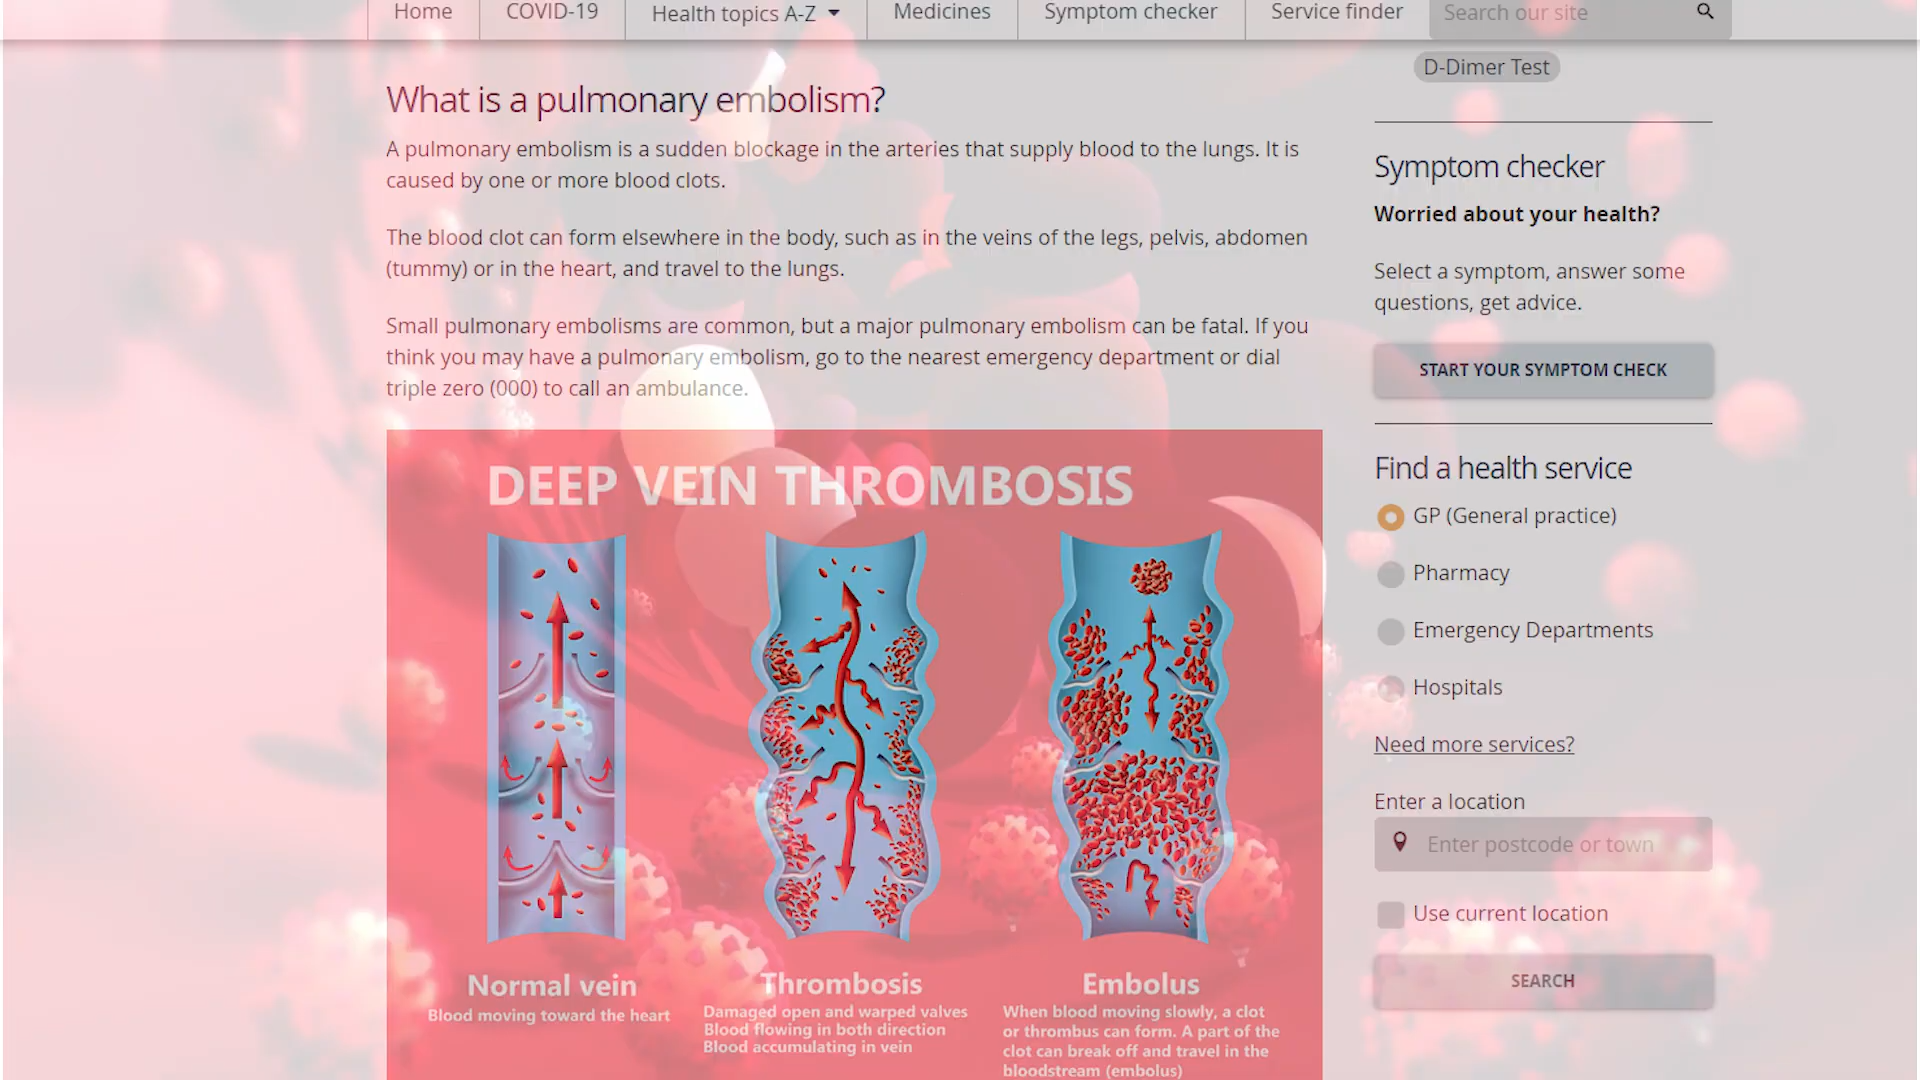 Home
COVID-19
Health topics A-Z
Medicines
Symptom checker
Service finder
Search our site
What is a pulmonary embolism?
A pulmonary embolism is a sudden blockage in the arteries that supply blood to the lungs. It is
caused by one or more blood clots.
The blood clot can form elsewhere in the body, such as in the veins of the legs, pelvis, abdomen
(tummy) or in the heart, and travel to the lungs.
Small pulmonary embolisms are common, but a major pulmonary embolism can be fatal. If you
think you may have a pulmonary embolism, go to the nearest emergency department or dial
triple zero (000) to call an ambulance.
DEEP VEIN THROMBOSIS
Normal vein
Blood moving toward the heart
Thrombosis
Damaged open and warped valves
Blood flowing in both direction
Blood accumulating in vein
Embolus
When blood moving slowly, a clot
or thrombus can form. A part of the
clot can break off and travel in the
bloodstream (embolus)
D-Dimer Test
Symptom checker
Worried about your health?
Select a symptom, answer some
questions, get advice.
START YOUR SYMPTOM CHECK
Find a health service
GP (General practice)
Pharmacy
Emergency Departments
Hospitals
Need more services?
Enter a location
Enter postcode or town
Use current location
SEARCH